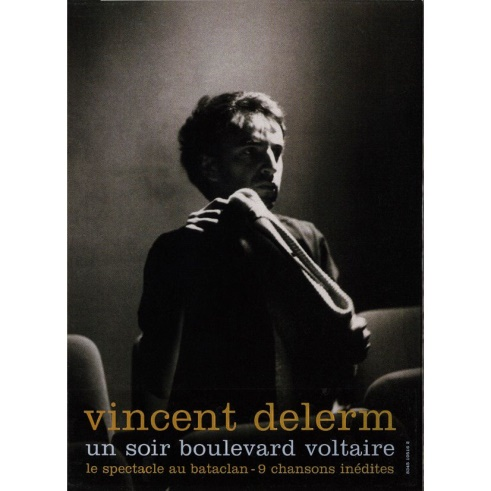 vincent delerm
un soir boulevard voltaire
le spectacle au bataclan - 9 chansons inédites